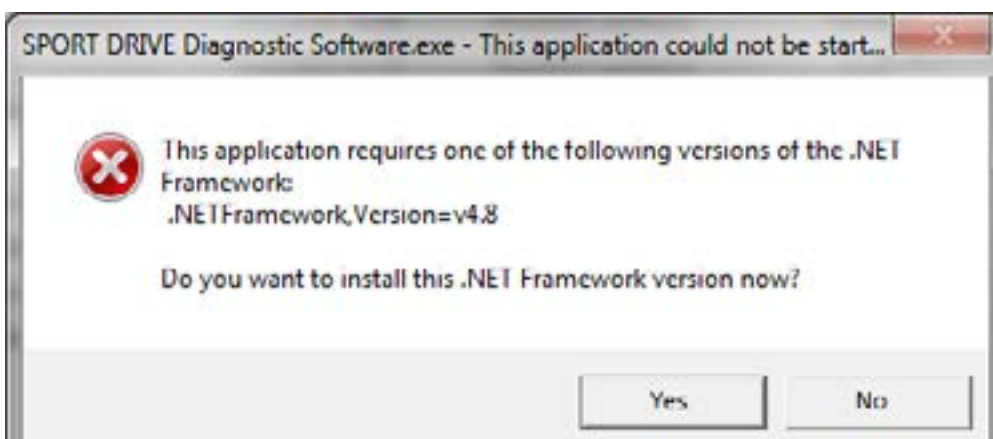 SPORT DRIVE Diagnostic Software.exe - This application could not be start...
This application requires one of the following versions of the .NET
Framework:
.NETFramework,Version=v4.8
Do you want to install this .NET Framework version now?
Yes No